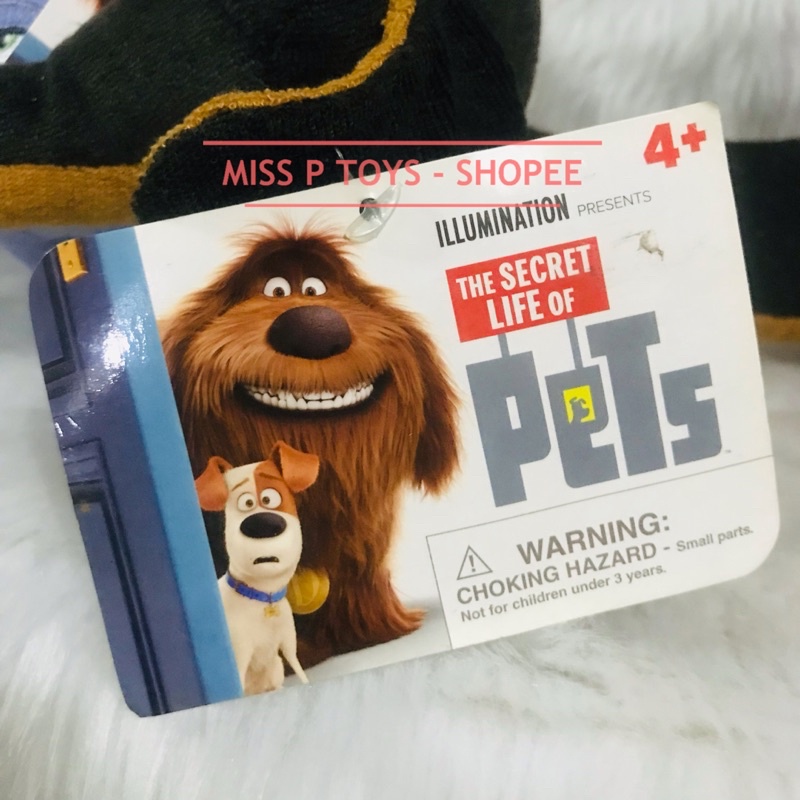 4+
MISS P TOYS - SHOPEE
ILLUMINATION PRESENTS
THE SECRET
LIFE OF
PeTs
™
WARNING:
CHOKING HAZARD - Small parts.
Not for children under 3 years.